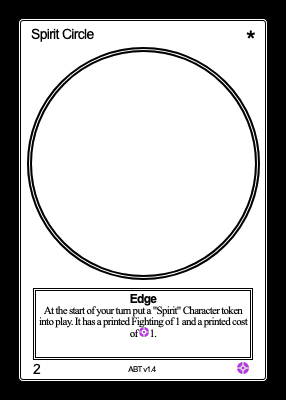 Spirit Circle *
Edge
At the start of your turn put a "Spirit" Character token
into play. It has a printed Fighting of 1 and a printed cost
of 1.
2 ABT v1.4